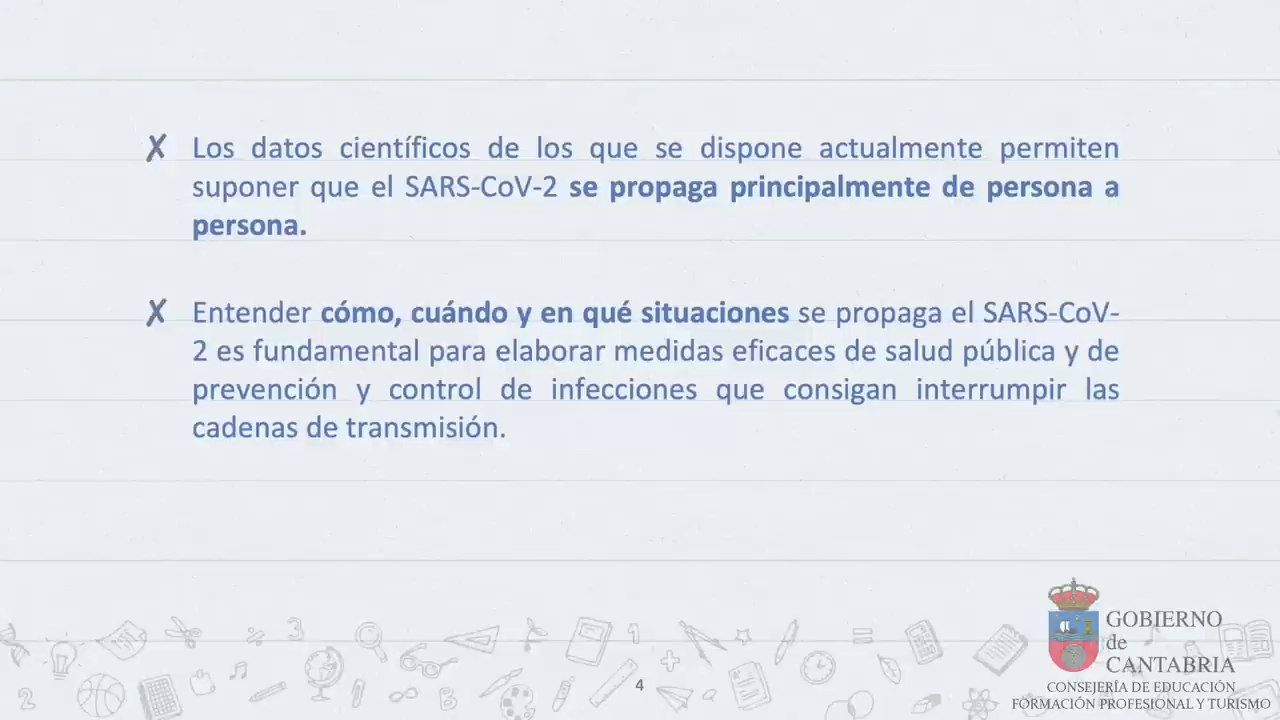 ✗ Los datos científicos de los que se dispone actualmente permiten
suponer que el SARS-CoV-2 se propaga principalmente de persona a
persona.
✗ Entender cómo, cuándo y en qué situaciones se propaga el SARS-CoV-
2 es fundamental para elaborar medidas eficaces de salud pública y de
prevención y control de infecciones que consigan interrumpir las
cadenas de transmisión.
4
GOBIERNO
de
CANTABRIA
CONSEJERÍA DE EDUCACIÓN
FORMACIÓN PROFESIONAL Y TURISMO